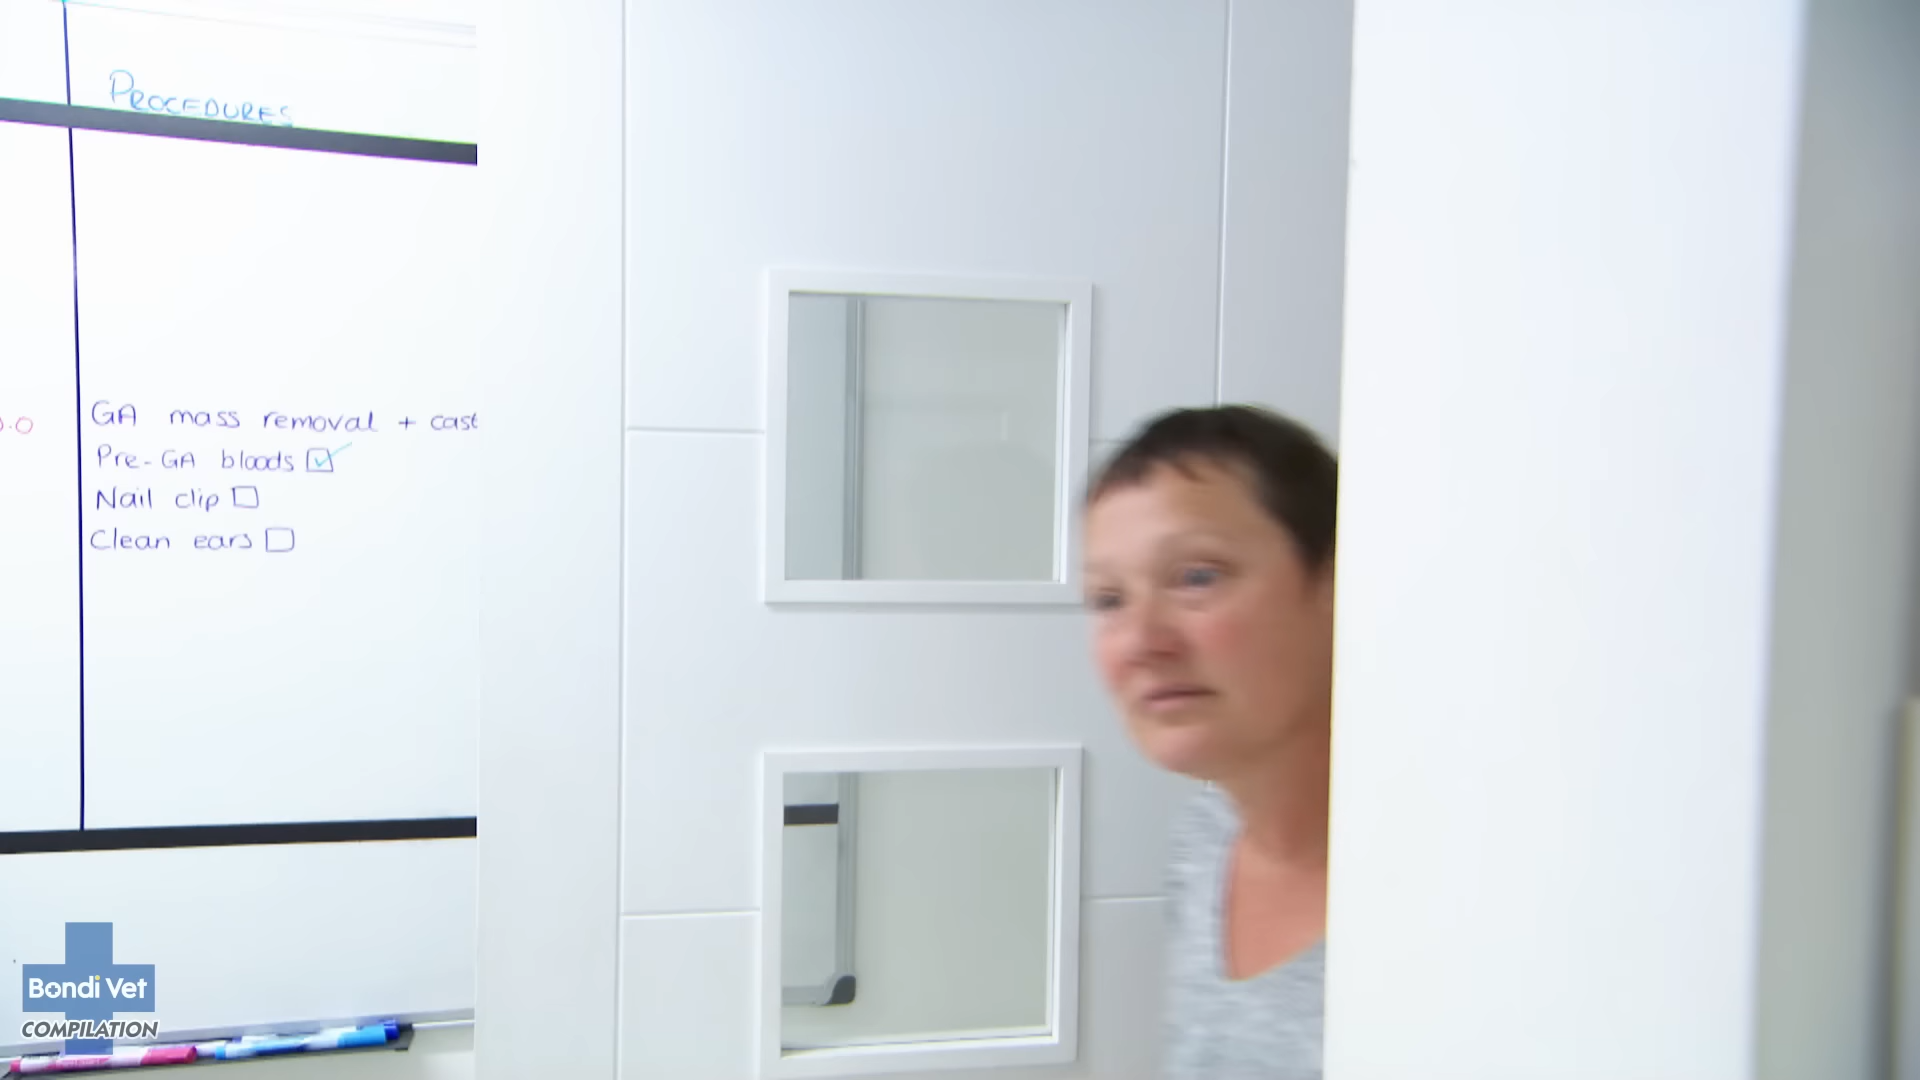 PROCEDURES
GA mass removal + cast
Pre-GA bloods
Nail clip
Clean ears
Bondi Vet
COMPILATION